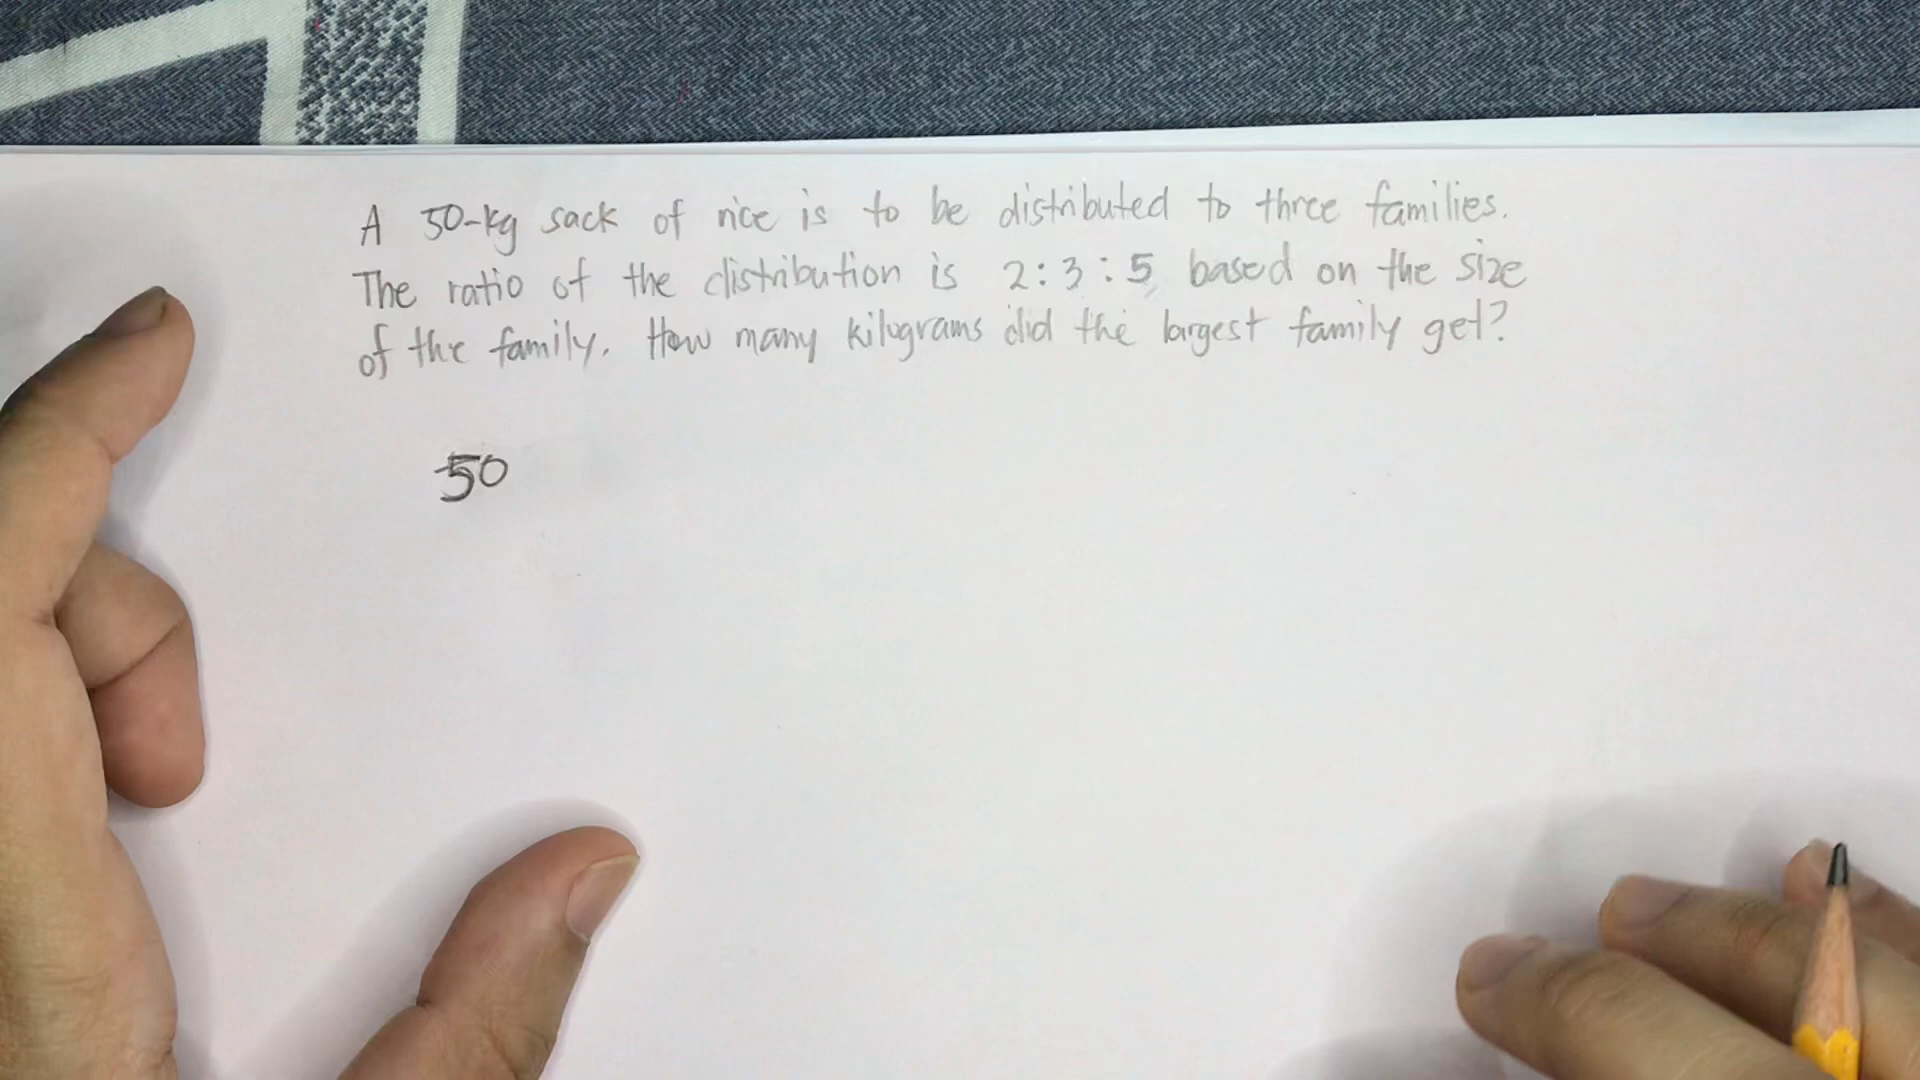 A 50-kg sack of rice is to be distributed to three families.
The ratio of the distribution is 2:3:5 based on the size
of the family. How many kilograms did the largest family get?
50